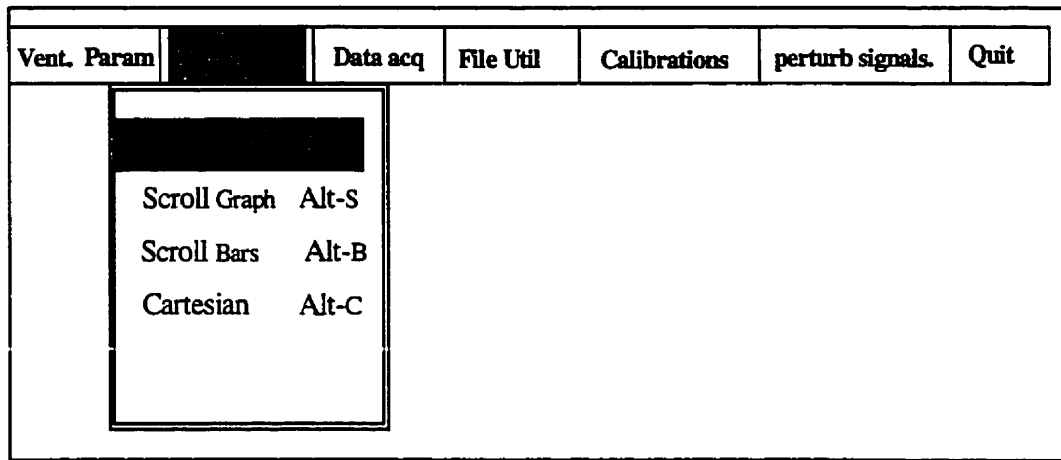 Vent. Param Data acq File Util Calibrations perturb signals. Quit
Scroll Graph Alt-S
Scroll Bars Alt-B
Cartesian Alt-C